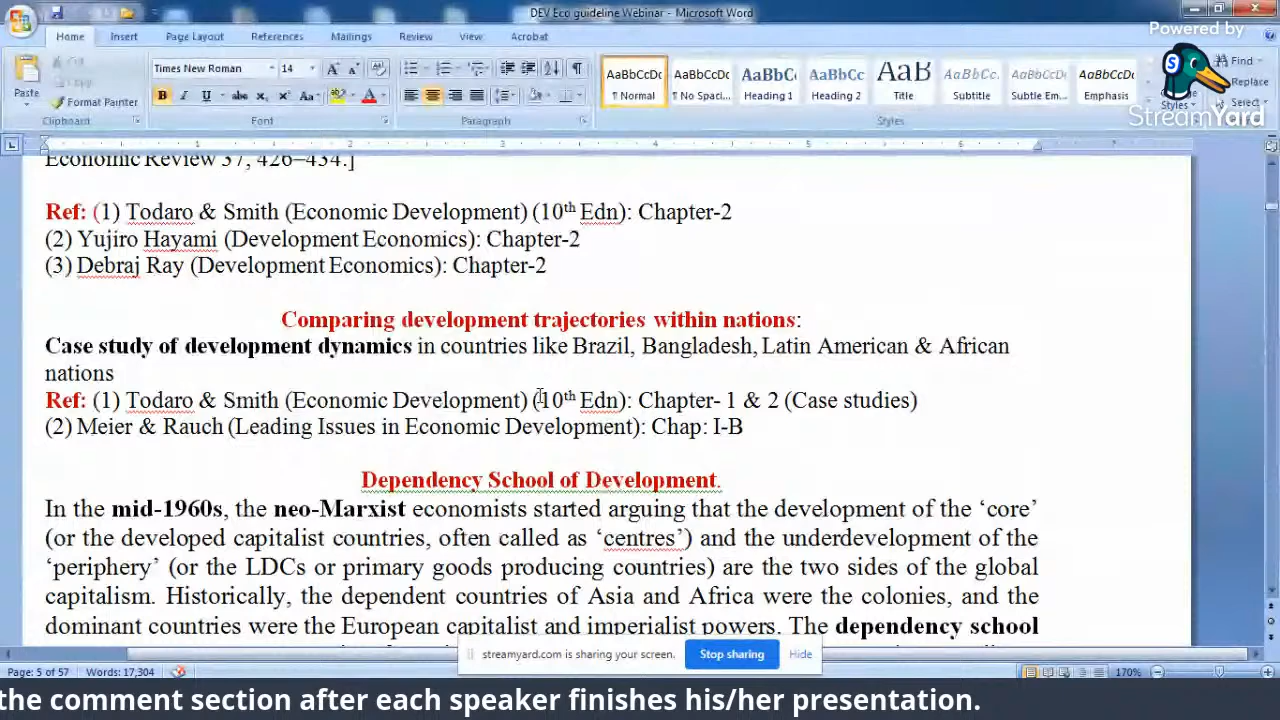 DEV Eco guideline Webinar - Microsoft Word
Home Insert Page Layout References Mailings Review View Acrobat
Powered by
StreamYard
Paste
Cut
Copy
Format Painter
Clipboard
Times New Roman 14
Font
Paragraph
AaBbCcDc AaBbCcDc AaBbC AaBbCc AaB AaBbCcI AaBbCcDi AaBbCcDi
¶ Normal ¶ No Spaci... Heading 1 Heading 2 Title Subtitle Subtle Em... Emphasis
Styles
Find
Replace
Select
Economic Review 37, 426–434.]
Ref: (1) Todaro & Smith (Economic Development) (10th Edn): Chapter-2
(2) Yujiro Hayami (Development Economics): Chapter-2
(3) Debraj Ray (Development Economics): Chapter-2
Comparing development trajectories within nations:
Case study of development dynamics in countries like Brazil, Bangladesh, Latin American & African
nations
Ref: (1) Todaro & Smith (Economic Development) (10th Edn): Chapter- 1 & 2 (Case studies)
(2) Meier & Rauch (Leading Issues in Economic Development): Chap: I-B
Dependency School of Development.
In the mid-1960s, the neo-Marxist economists started arguing that the development of the ‘core’
(or the developed capitalist countries, often called as ‘centres’) and the underdevelopment of the
‘periphery’ (or the LDCs or primary goods producing countries) are the two sides of the global
capitalism. Historically, the dependent countries of Asia and Africa were the colonies, and the
dominant countries were the European capitalist and imperialist powers. The dependency school
streamyard.com is sharing your screen. Stop sharing Hide
Page: 5 of 57 Words: 17,304 170%
the comment section after each speaker finishes his/her presentation.